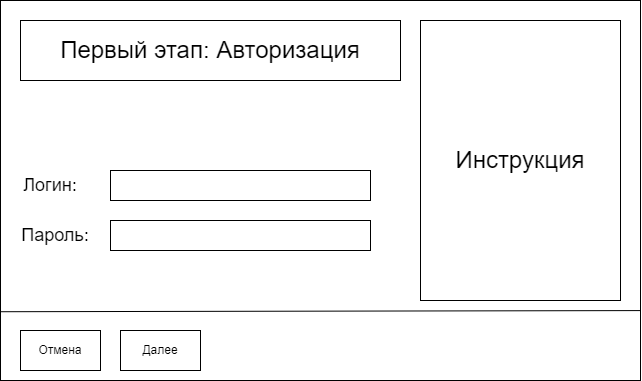 Первый этап: Авторизация
Инструкция
Логин:
Пароль:
Отмена
Далее